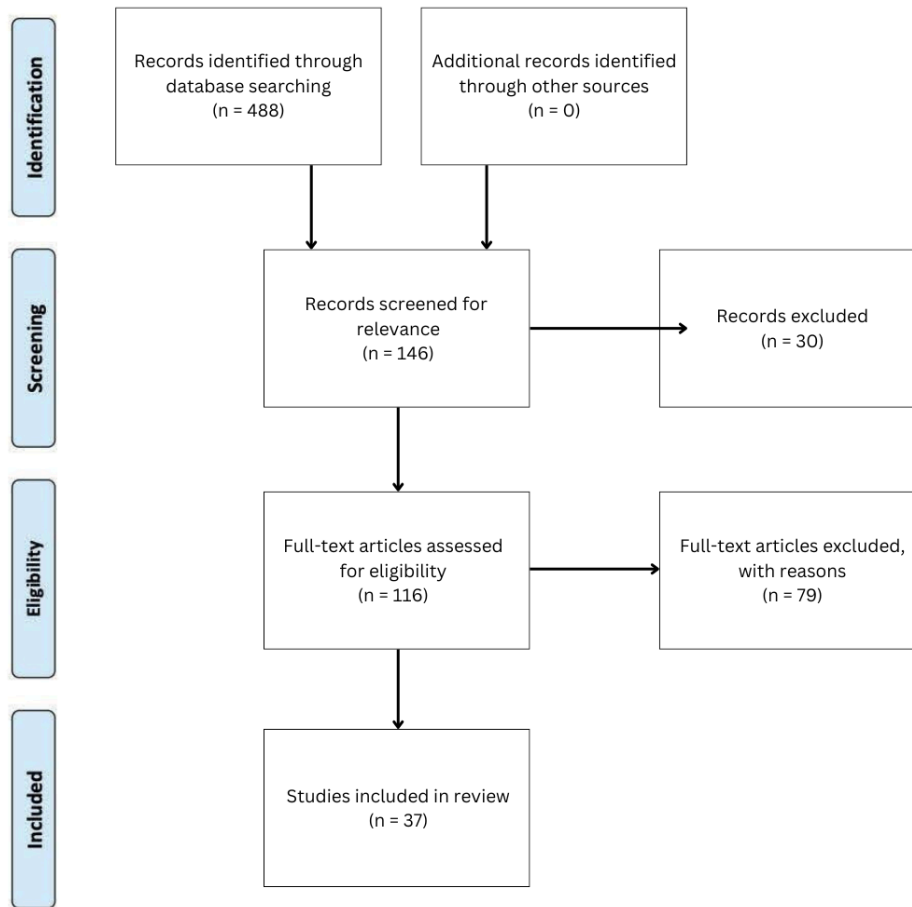 Identification
Records identified through
database searching
(n = 488)
Additional records identified
through other sources
(n = 0)
Screening
Records screened for
relevance
(n = 146)
Records excluded
(n = 30)
Eligibility
Full-text articles assessed
for eligibility
(n = 116)
Full-text articles excluded,
with reasons
(n = 79)
Included
Studies included in review
(n = 37)